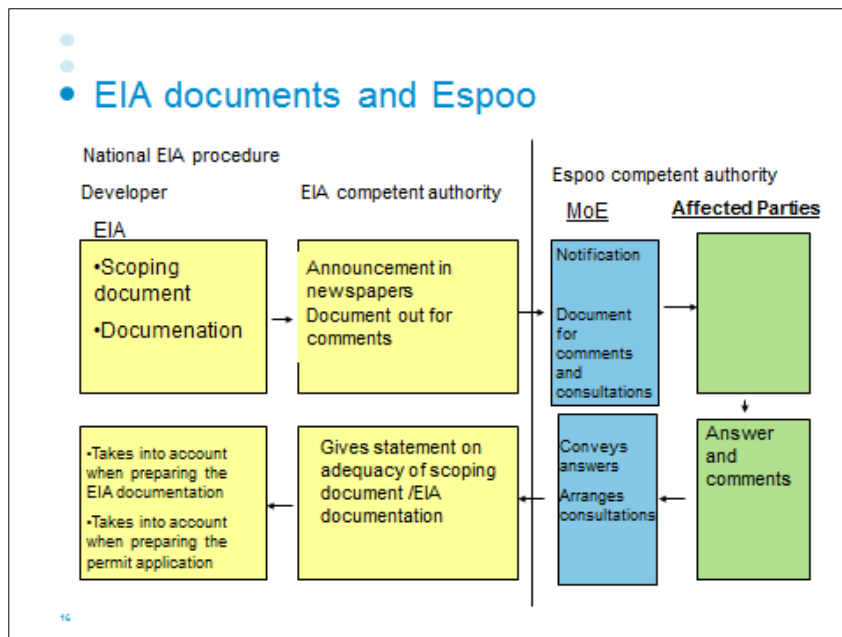 • EIA documents and Espoo
National EIA procedure
Developer
EIA competent authority
Espoo competent authority
MoE
Affected Parties
EIA
•Scoping
document
•Documenation
Announcement in
newspapers
Document out for
comments
Notification
Document
for
comments
and
consultations
•Takes into account
when preparing the
EIA documentation
•Takes into account
when preparing the
permit application
Gives statement on
adequacy of scoping
document /EIA
documentation
Conveys
answers
Arranges
consultations
Answer
and
comments